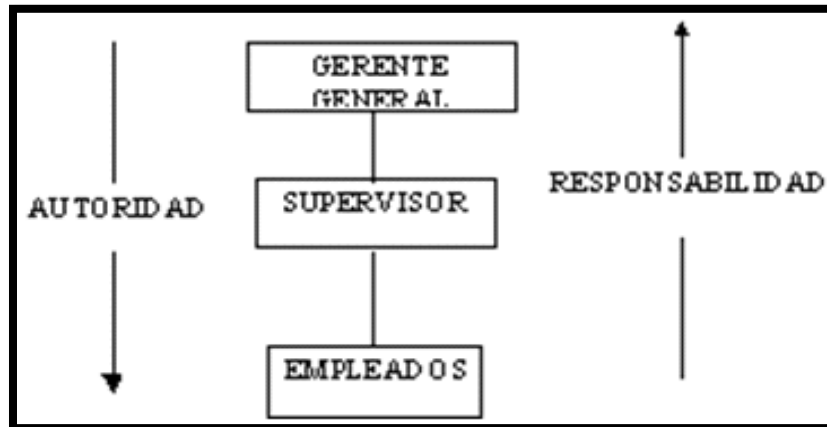 GERENTE
GENERAL
AUTORIDAD
SUPERVISOR
RESPONSABILIDAD
EMPLEADOS